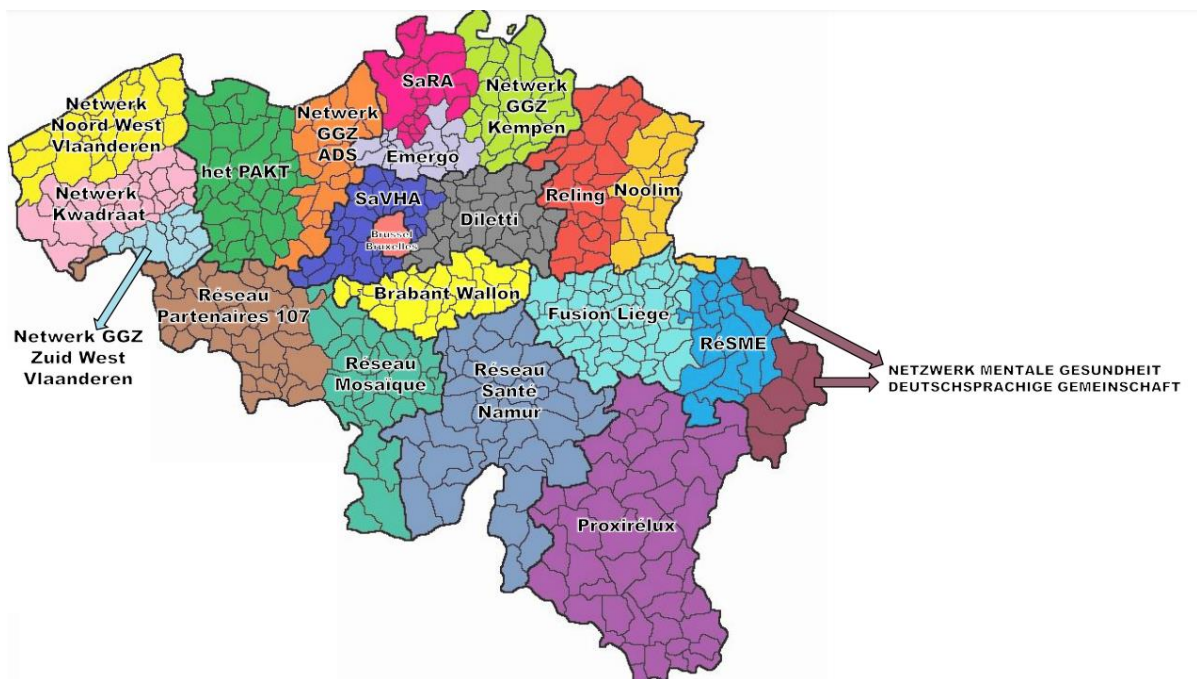 Netwerk
Noord West
Vlaanderen
Netwerk
Kwadraat
het PAKT
Netwerk
GGZ
ADS
SaRA
Netwerk
GGZ
Kempen
Emergo
SaVHA
Brussel
Bruxelles
Diletti
Reling
Noolim
Réseau
Partenaires 107
Brabant Wallon
Fusion Liège
RéSME
Netwerk GGZ
Zuid West
Vlaanderen
Réseau
Mosaïque
Réseau
Santé
Namur
NETZWERK MENTALE GESUNDHEIT
DEUTSCHSPRACHIGE GEMEINSCHAFT
Proxirélux